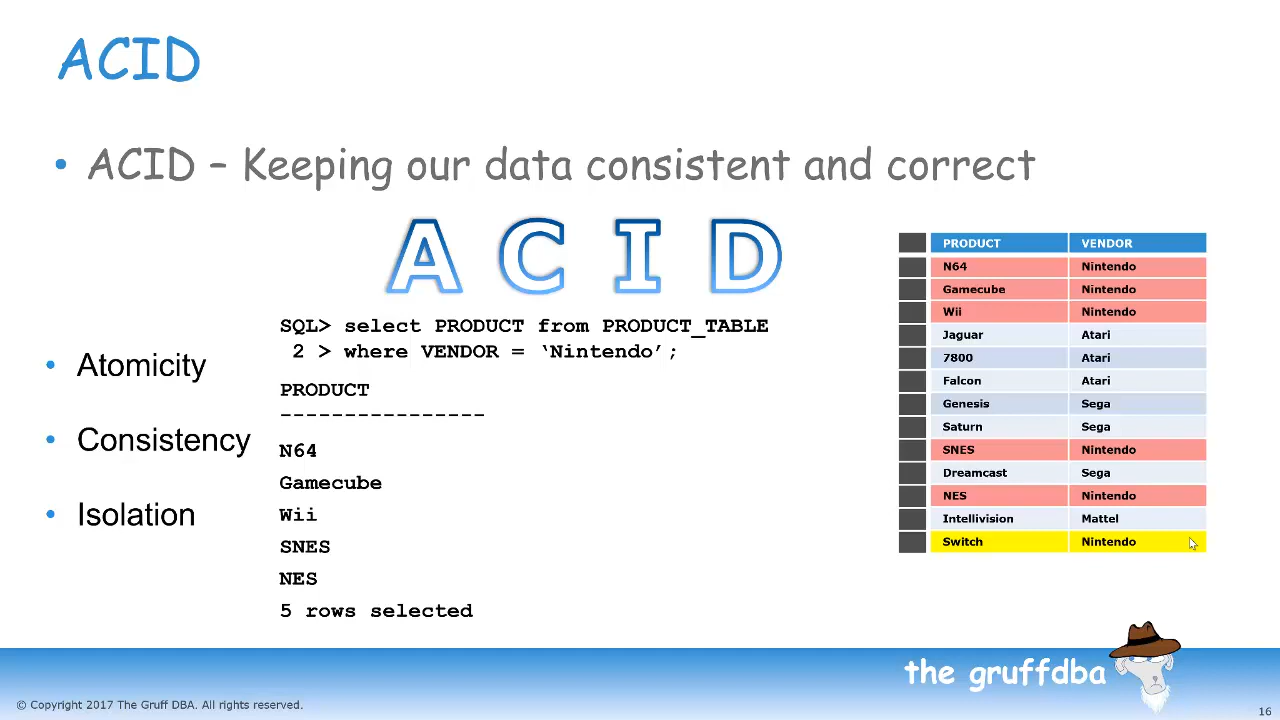 ACID
• ACID – Keeping our data consistent and correct
A C I D
SQL> select PRODUCT from PRODUCT_TABLE
2 > where VENDOR = ‘Nintendo’;
PRODUCT
----------------
N64
Gamecube
Wii
SNES
NES
5 rows selected
• Atomicity
• Consistency
• Isolation
PRODUCT VENDOR
N64 Nintendo
Gamecube Nintendo
Wii Nintendo
Jaguar Atari
7800 Atari
Falcon Atari
Genesis Sega
Saturn Sega
SNES Nintendo
Dreamcast Sega
NES Nintendo
Intellivision Mattel
Switch Nintendo
the gruffdba
© Copyright 2017 The Gruff DBA. All rights reserved.
16